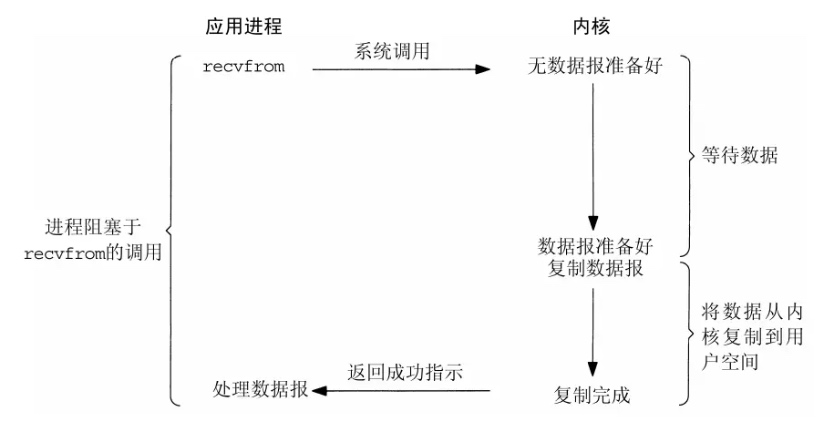 应用进程
内核
recvfrom
系统调用
无数据报准备好
等待数据
进程阻塞于
recvfrom的调用
数据报准备好
复制数据报
将数据从内
核复制到用
户空间
处理数据报
返回成功指示
复制完成